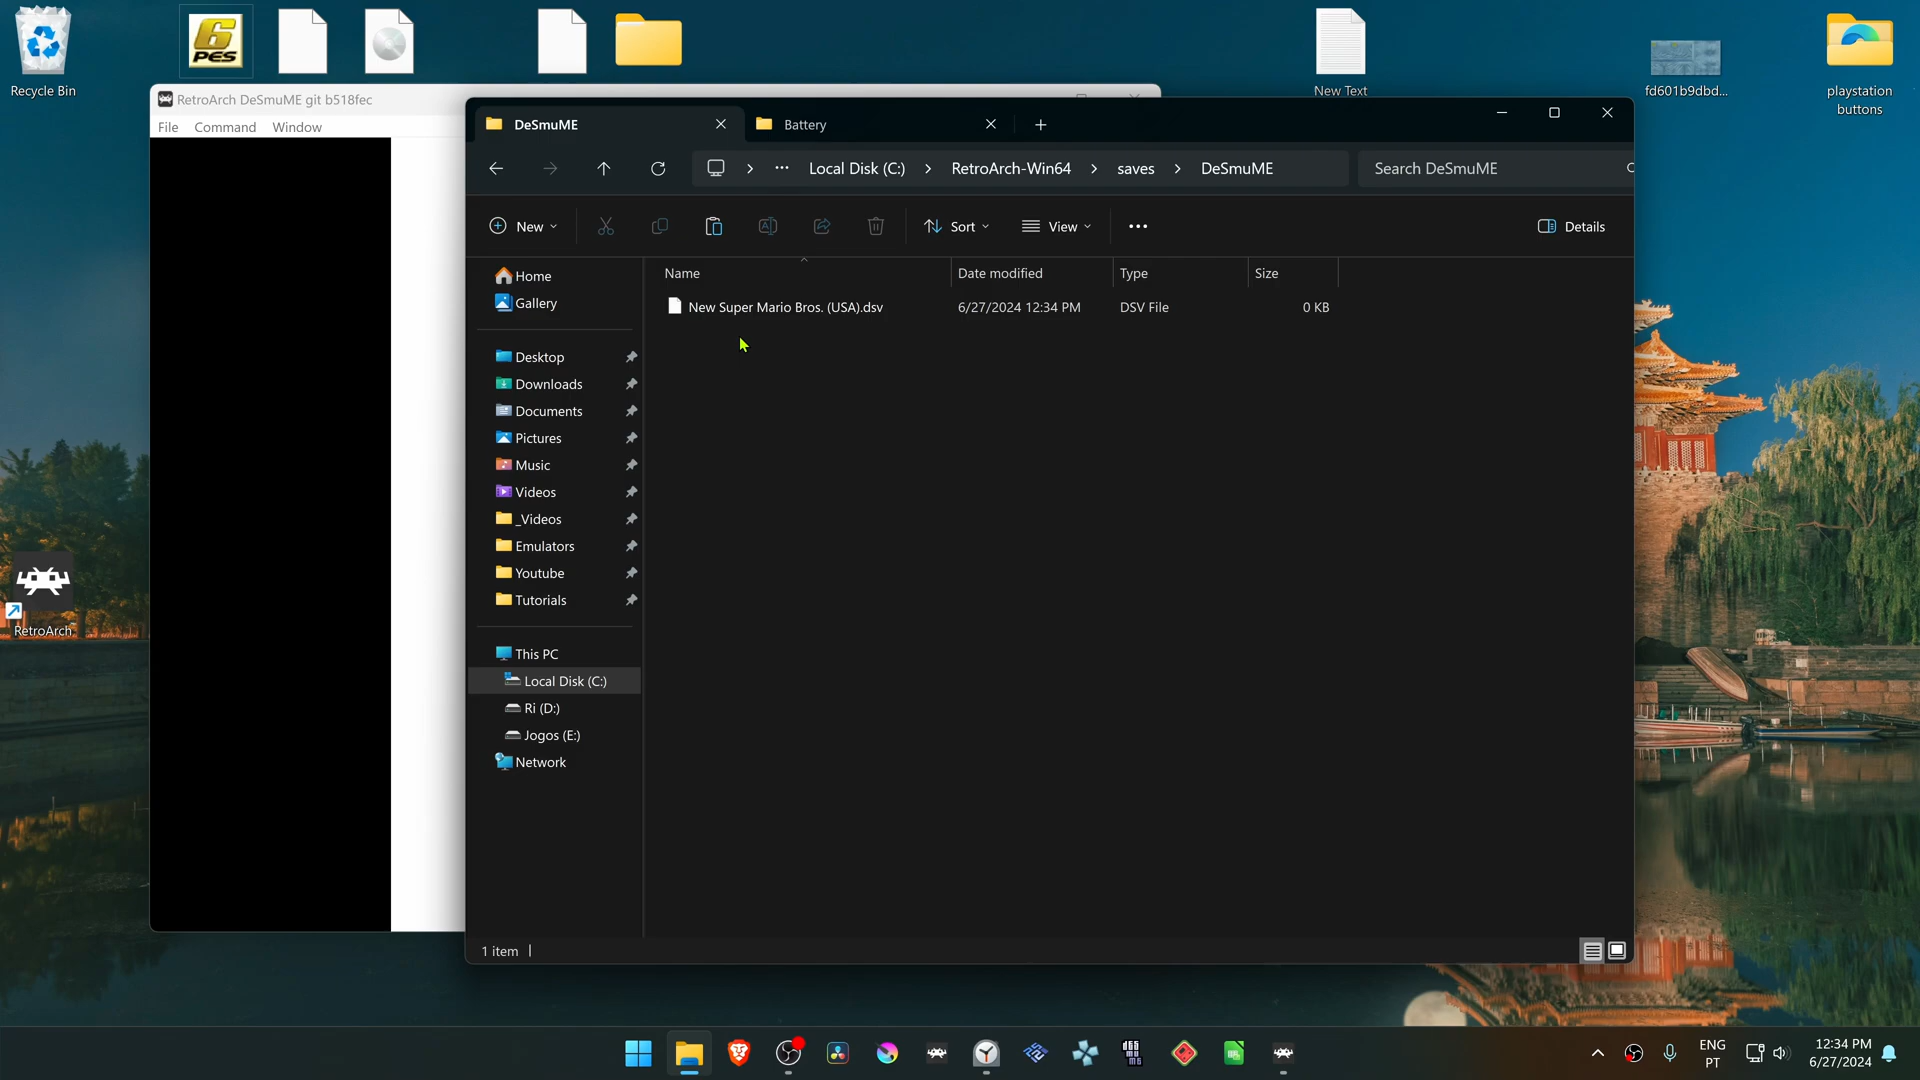 Recycle Bin
6
PES
New Text
fd601b9dbd...
playstation
buttons
RetroArch
RetroArch DeSmuME git b518fec
File Command Window
DeSmuME
Battery
Local Disk (C:) RetroArch-Win64 saves DeSmuME
Search DeSmuME
New Sort View Details
Name Date modified Type Size
New Super Mario Bros. (USA).dsv 6/27/2024 12:34 PM DSV File 0 KB
Home
Gallery
Desktop
Downloads
Documents
Pictures
Music
Videos
_Videos
Emulators
Youtube
Tutorials
This PC
Local Disk (C:)
Ri (D:)
Jogos (E:)
Network
1 item
ENG
PT
12:34 PM
6/27/2024